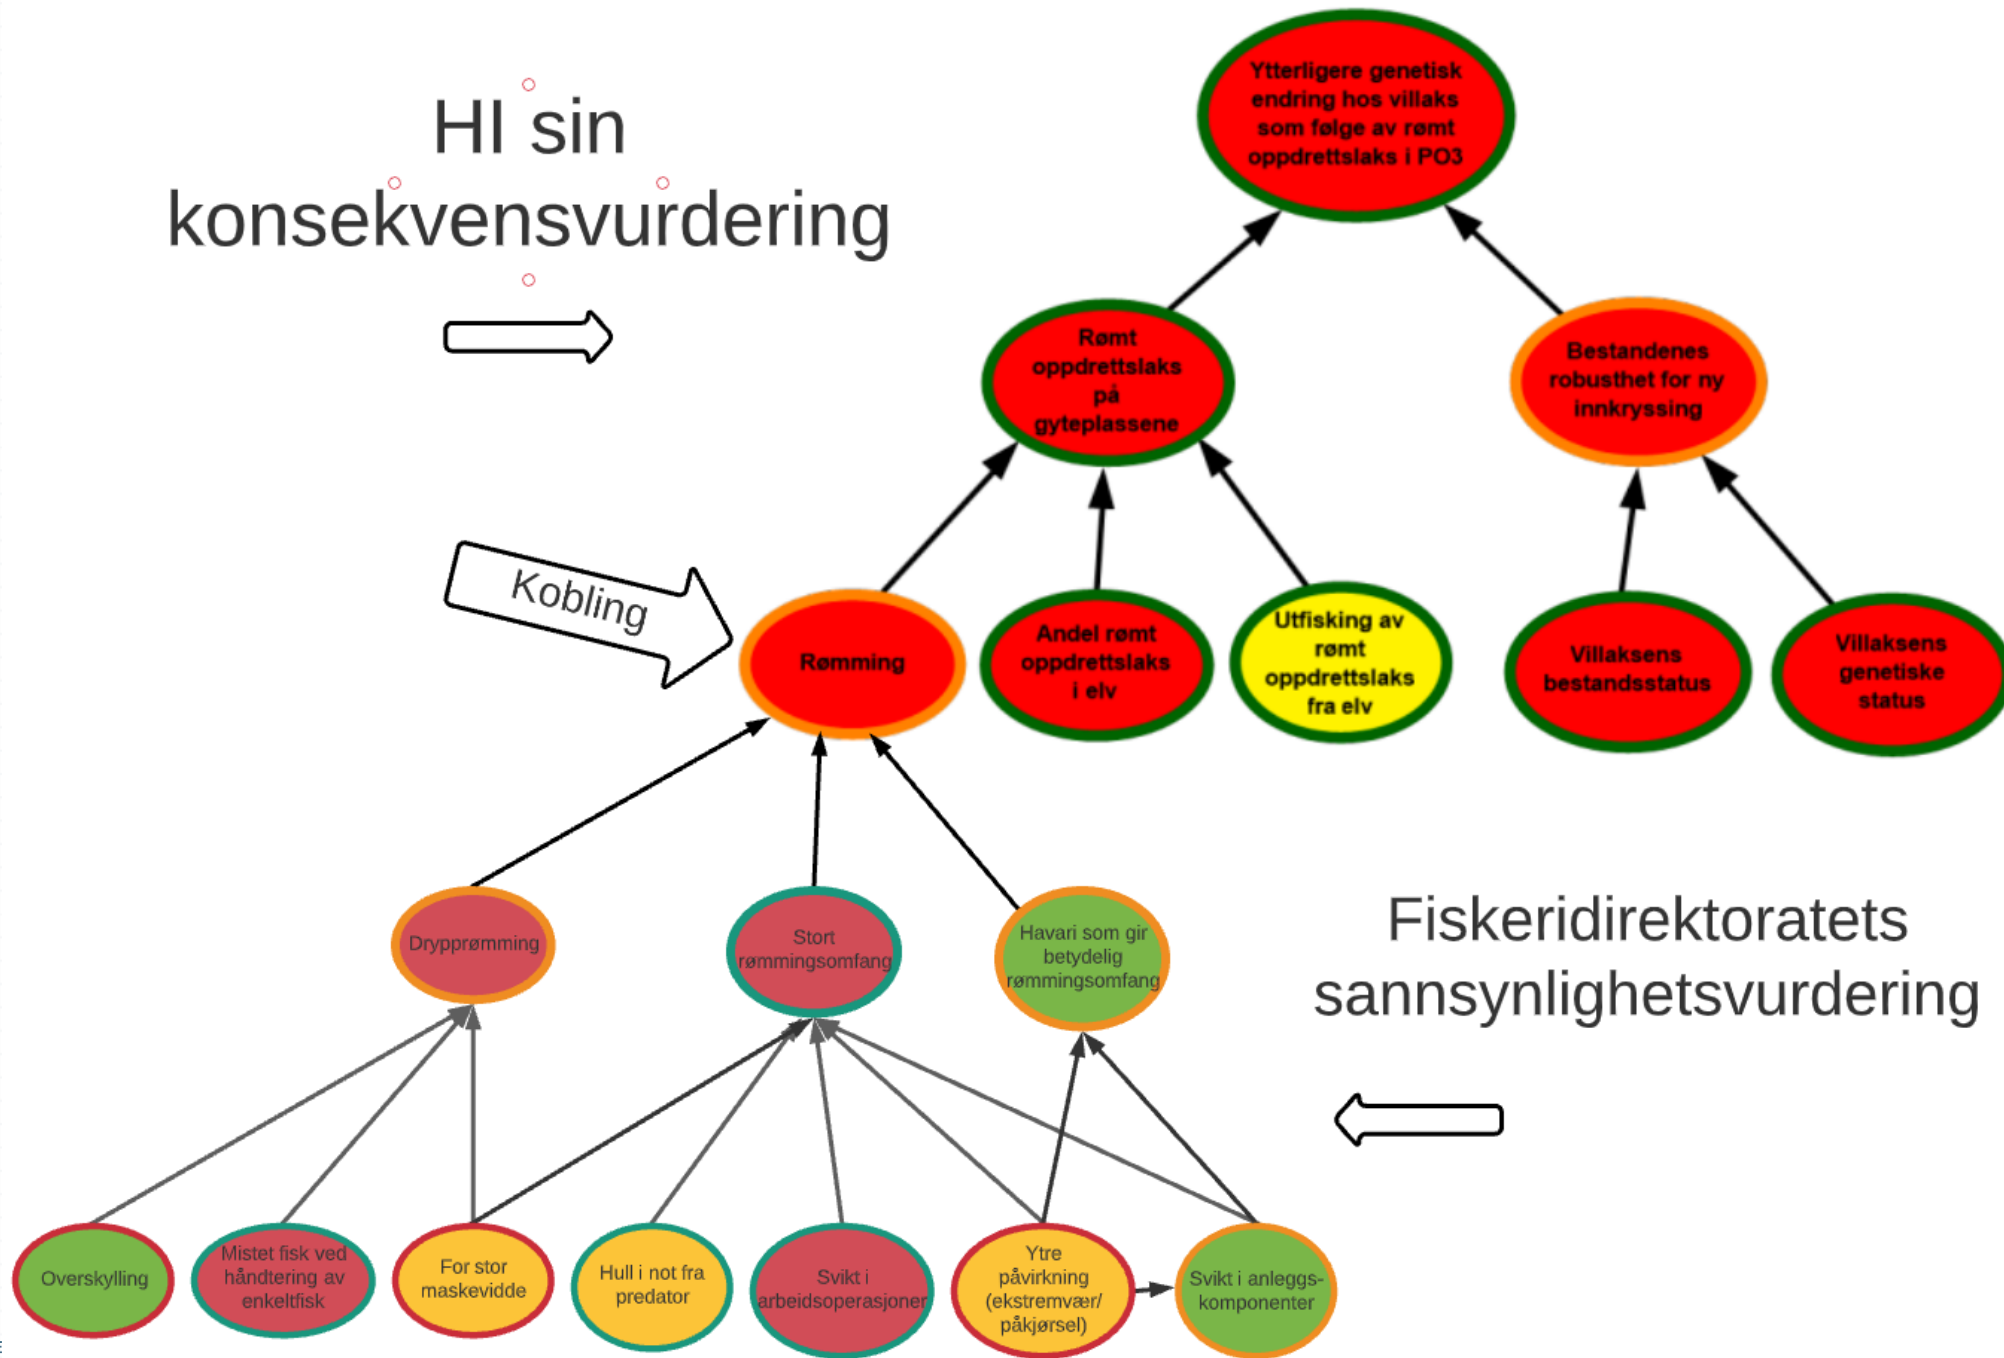 HI sin
konsekvensvurdering
Ytterligere genetisk
endring hos villaks
som følge av rømt
oppdrettslaks i PO3
Rømt
oppdrettslaks
på
gyteplassene
Bestandenes
robusthet for ny
innkryssing
Kobling
Rømming
Andel rømt
oppdrettslaks
i elv
Utfisking av
rømt
oppdrettslaks
fra elv
Villaksens
bestandsstatus
Villaksens
genetiske
status
Drypprømming
Stort
rømmingsomfang
Havari som gir
betydelig
rømmingsomfang
Fiskeridirektoratets
sannsynlighetsvurdering
Overskylling
Mistet fisk ved
håndtering av
enkeltfisk
For stor
maskevidde
Hull i not fra
predator
Svikt i
arbeidsoperasjoner
Ytre
påvirkning
(ekstremvær/
påkjørsel)
Svikt i anleggs-
komponenter